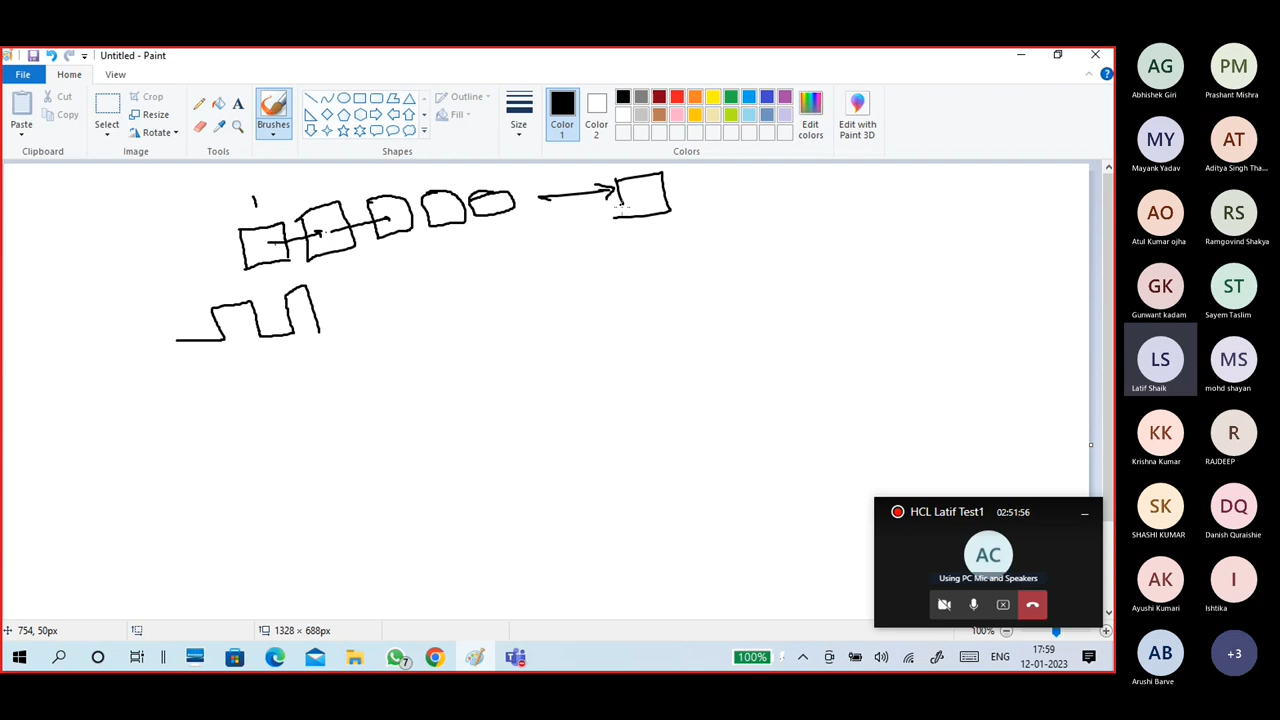 Untitled - Paint
File
Home
View
Paste
Cut
Copy
Clipboard
Select
Crop
Resize
Rotate
Image
A
Tools
Brushes
Outline
Fill
Shapes
Size
Color
1
Color
2
Edit
colors
Colors
Edit with
Paint 3D
HCL Latif Test1
02:51:56
AC
Using PC Mic and Speakers
754, 50px
1328 × 688px
100%
7
100%
ENG
17:59
12-01-2023
AG
Abhishek Giri
PM
Prashant Mishra
MY
Mayank Yadav
AT
Aditya Singh Tha...
AO
Atul Kumar ojha
RS
Ramgovind Shakya
GK
Gunwant kadam
ST
Sayem Taslim
LS
Latif Shaik
MS
mohd shayan
KK
Krishna Kumar
R
RAJDEEP
SK
SHASHI KUMAR
DQ
Danish Quraishie
AK
Ayushi Kumari
I
Ishtika
AB
Arushi Barve
+3